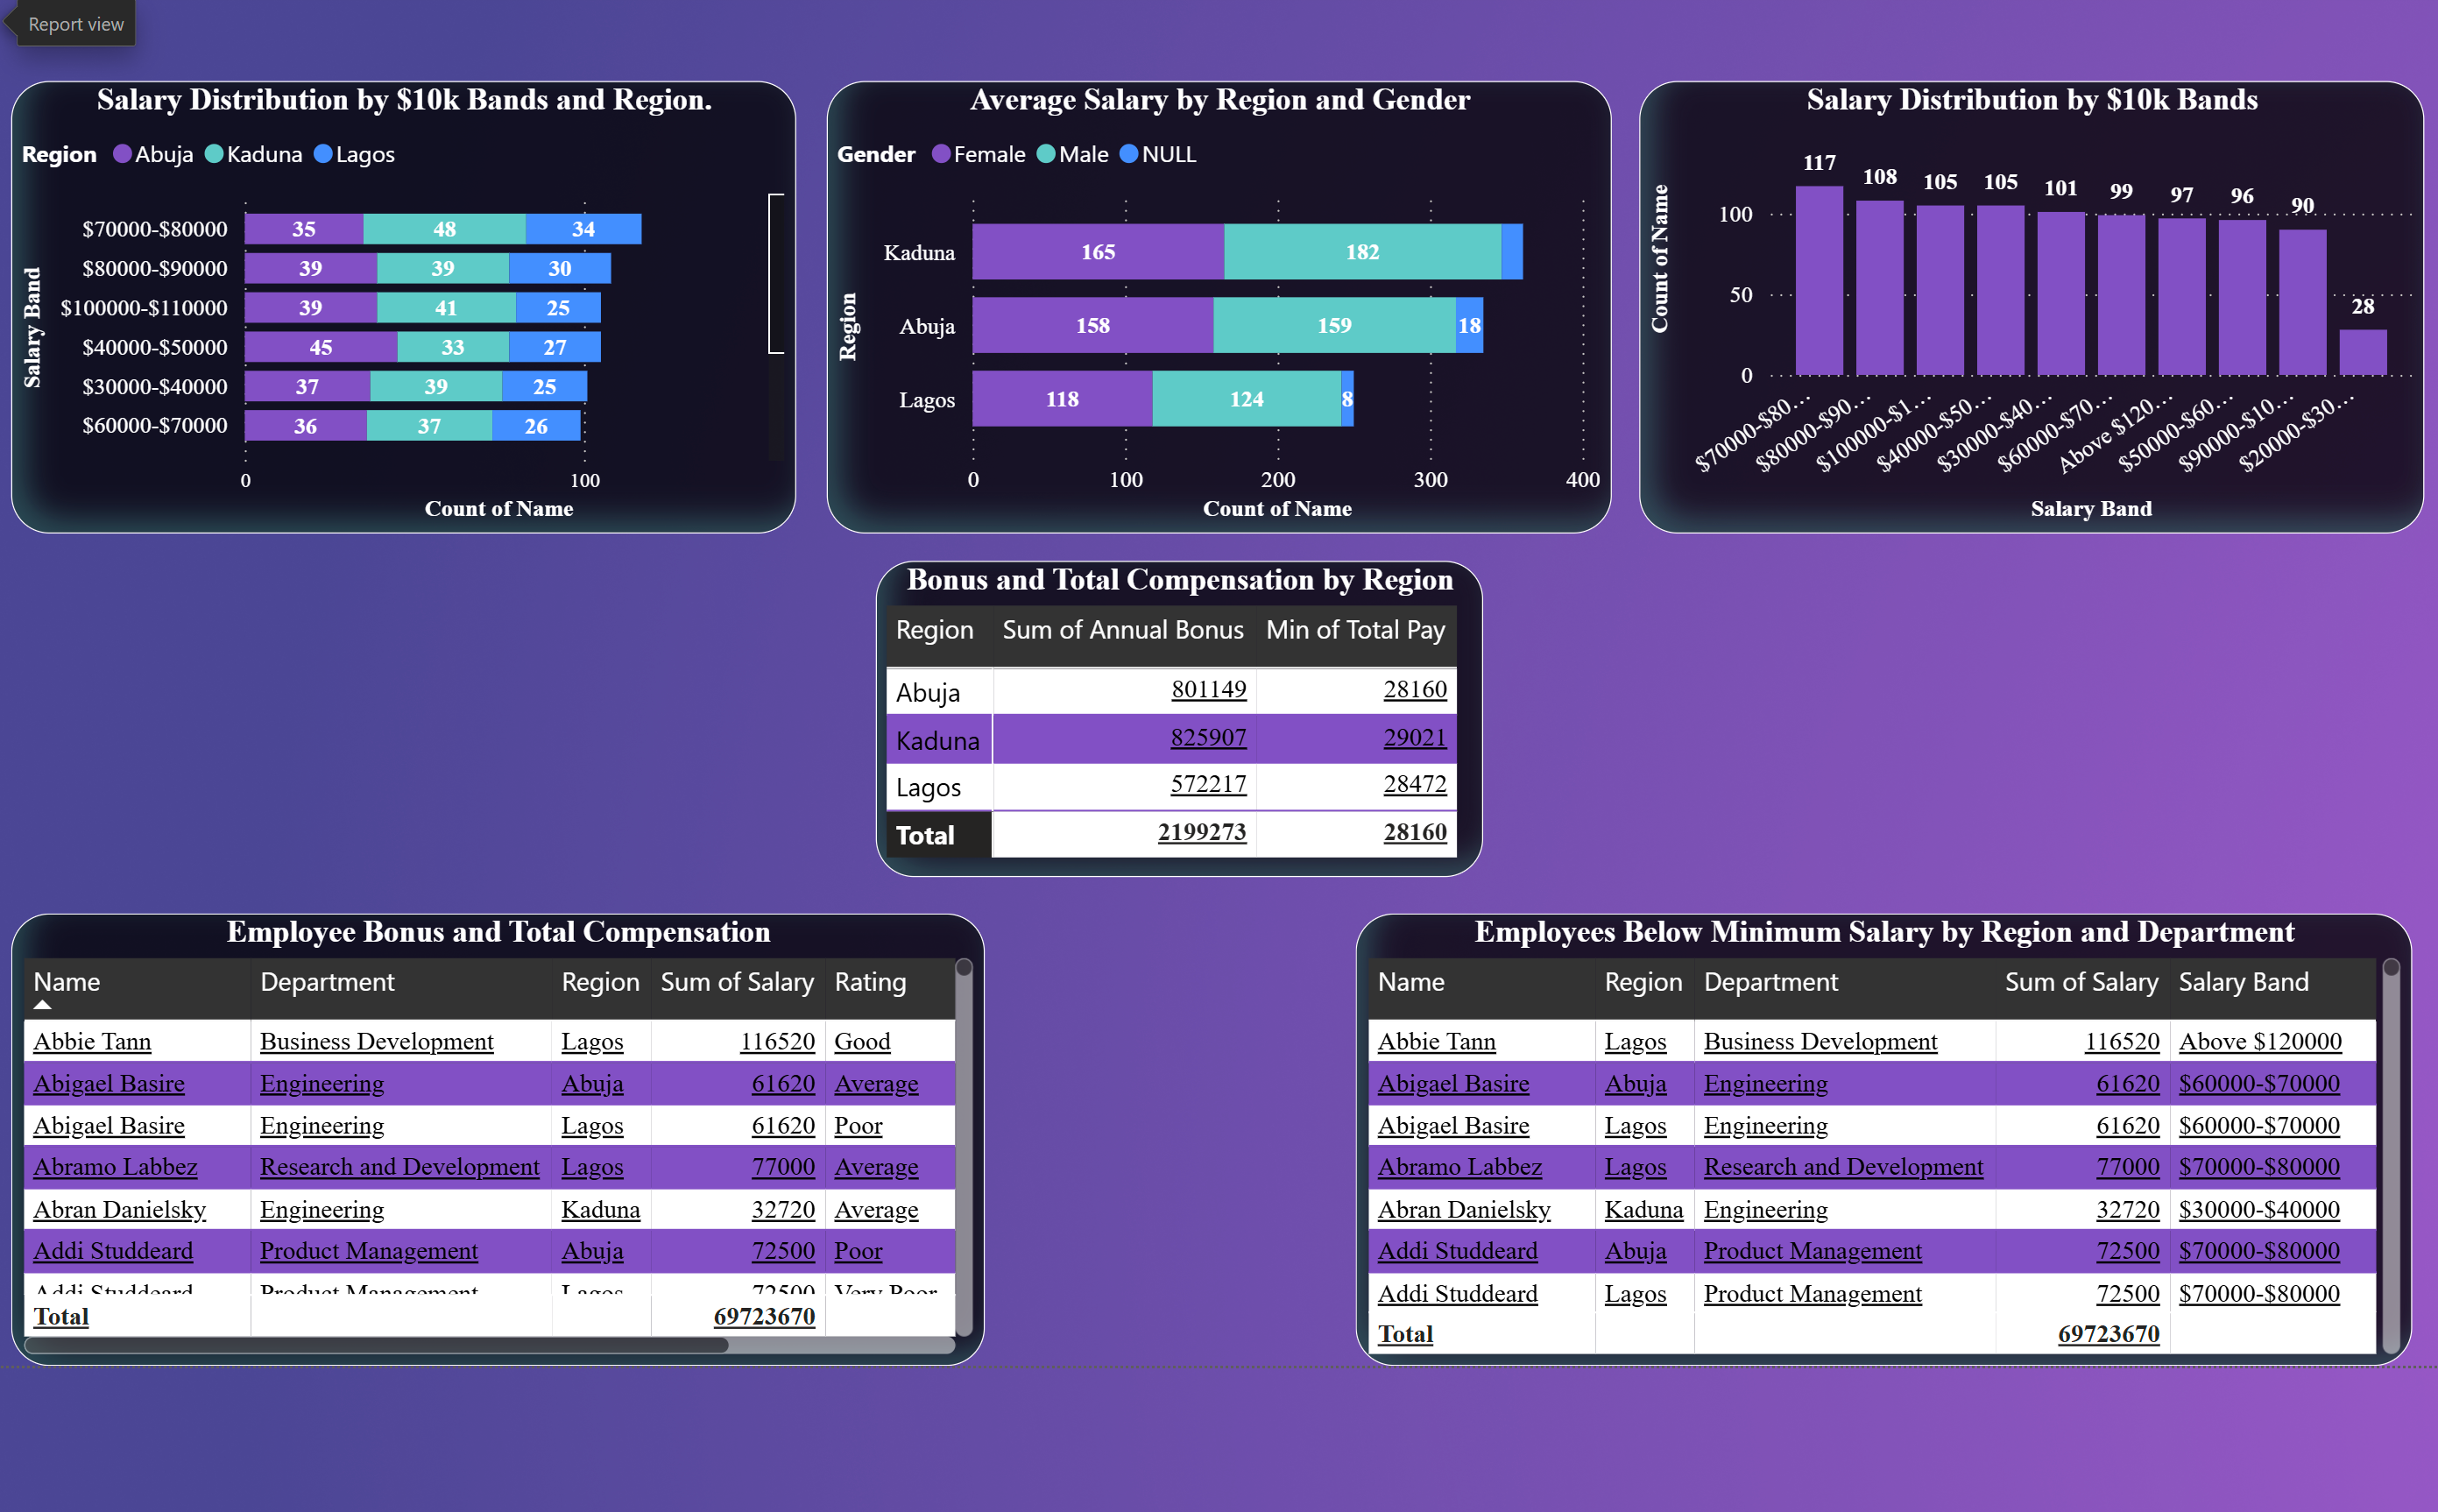 Report view
Salary Distribution by $10k Bands and Region.
Region Abuja Kaduna Lagos
Salary Band
$70000-$80000 35 48 34
$80000-$90000 39 39 30
$100000-$110000 39 41 25
$40000-$50000 45 33 27
$30000-$40000 37 39 25
$60000-$70000 36 37 26
0 100
Count of Name
Average Salary by Region and Gender
Gender Female Male NULL
Region
Kaduna 165 182
Abuja 158 159 18
Lagos 118 124 8
0 100 200 300 400
Count of Name
Salary Distribution by $10k Bands
Count of Name
100
50
0
117 108 105 105 101 99 97 96 90 28
$70000-$80...
$80000-$90...
$100000-$1...
$40000-$50...
$30000-$40...
$60000-$70...
Above $120...
$50000-$60...
$90000-$10...
$20000-$30...
Salary Band
Bonus and Total Compensation by Region
Region Sum of Annual Bonus Min of Total Pay
Abuja 801149 28160
Kaduna 825907 29021
Lagos 572217 28472
Total 2199273 28160
Employee Bonus and Total Compensation
Name Department Region Sum of Salary Rating
Abbie Tann Business Development Lagos 116520 Good
Abigael Basire Engineering Abuja 61620 Average
Abigael Basire Engineering Lagos 61620 Poor
Abramo Labbez Research and Development Lagos 77000 Average
Abran Danielsky Engineering Kaduna 32720 Average
Addi Studdeard Product Management Abuja 72500 Poor
Addi Studdeard Product Management Lagos 72500 Very Poor
Total 69723670
Employees Below Minimum Salary by Region and Department
Name Region Department Sum of Salary Salary Band
Abbie Tann Lagos Business Development 116520 Above $120000
Abigael Basire Abuja Engineering 61620 $60000-$70000
Abigael Basire Lagos Engineering 61620 $60000-$70000
Abramo Labbez Lagos Research and Development 77000 $70000-$80000
Abran Danielsky Kaduna Engineering 32720 $30000-$40000
Addi Studdeard Abuja Product Management 72500 $70000-$80000
Addi Studdeard Lagos Product Management 72500 $70000-$80000
Total 69723670